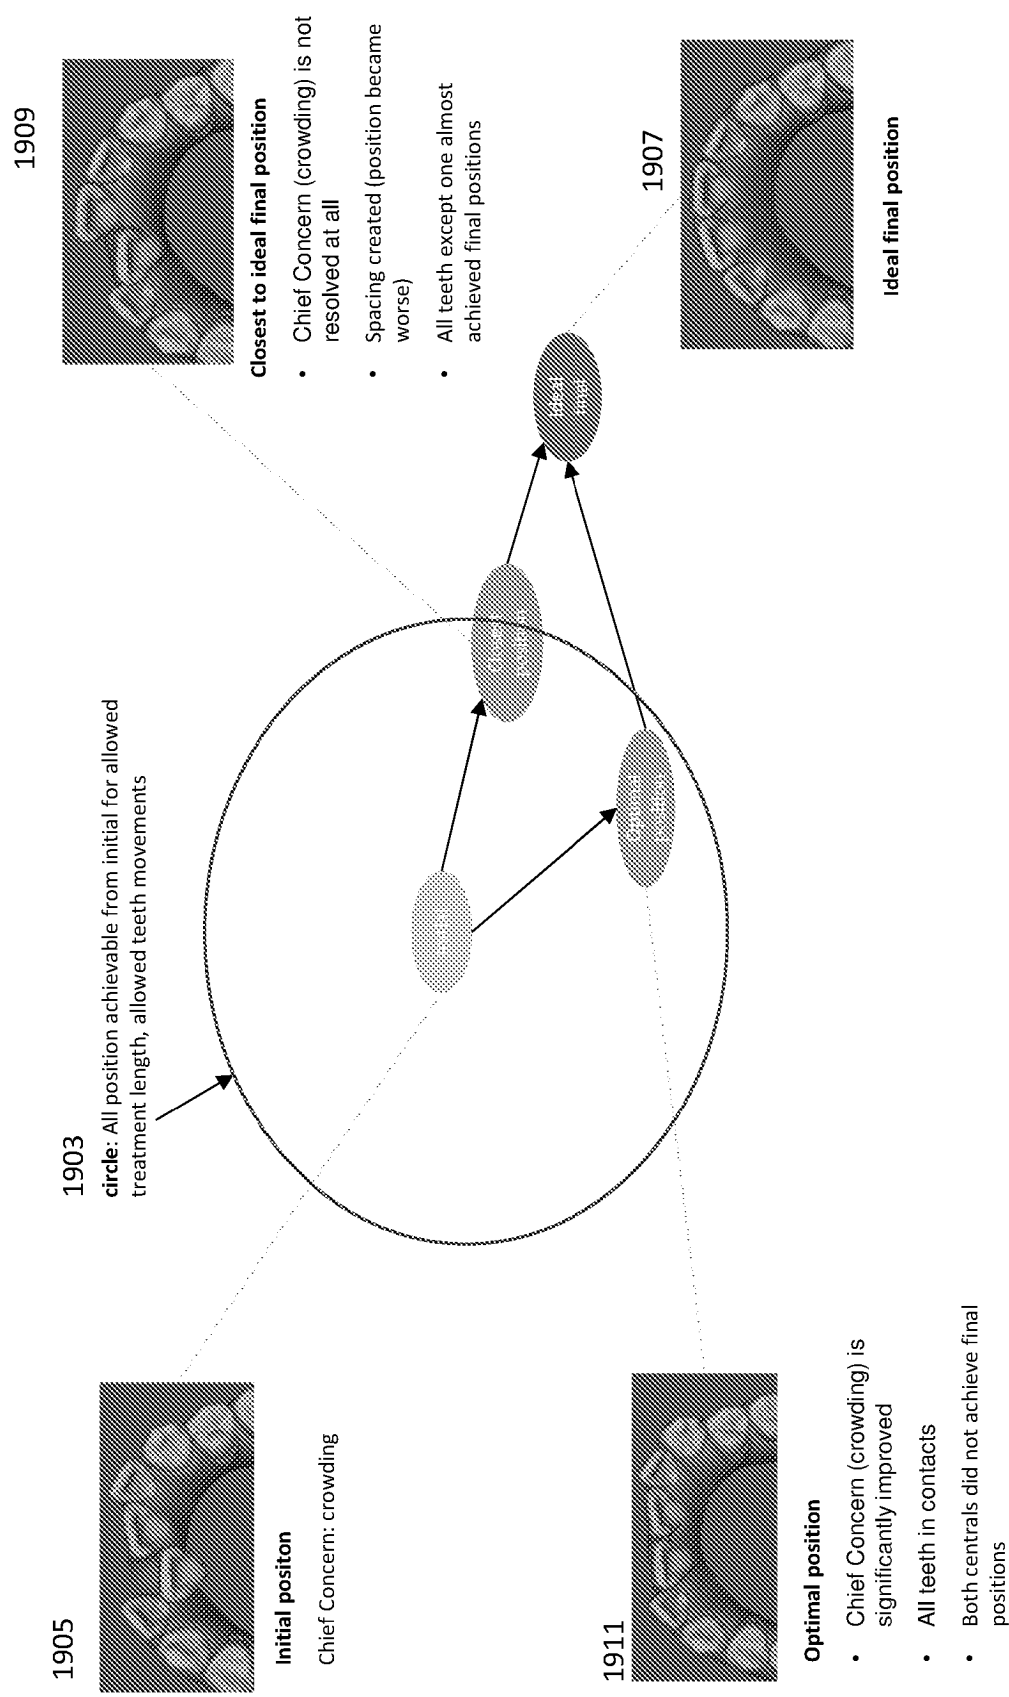 1905
Initial positon
Chief Concern: crowding
1903
circle: All position achievable from initial for allowed
treatment length, allowed teeth movements
1909
Closest to ideal final position
• Chief Concern (crowding) is not
resolved at all
• Spacing created (position became
worse)
• All teeth except one almost
achieved final positions
Ideal
final
1911
Optimal position
• Chief Concern (crowding) is
significantly improved
• All teeth in contacts
• Both centrals did not achieve final
positions
1907
Ideal final position